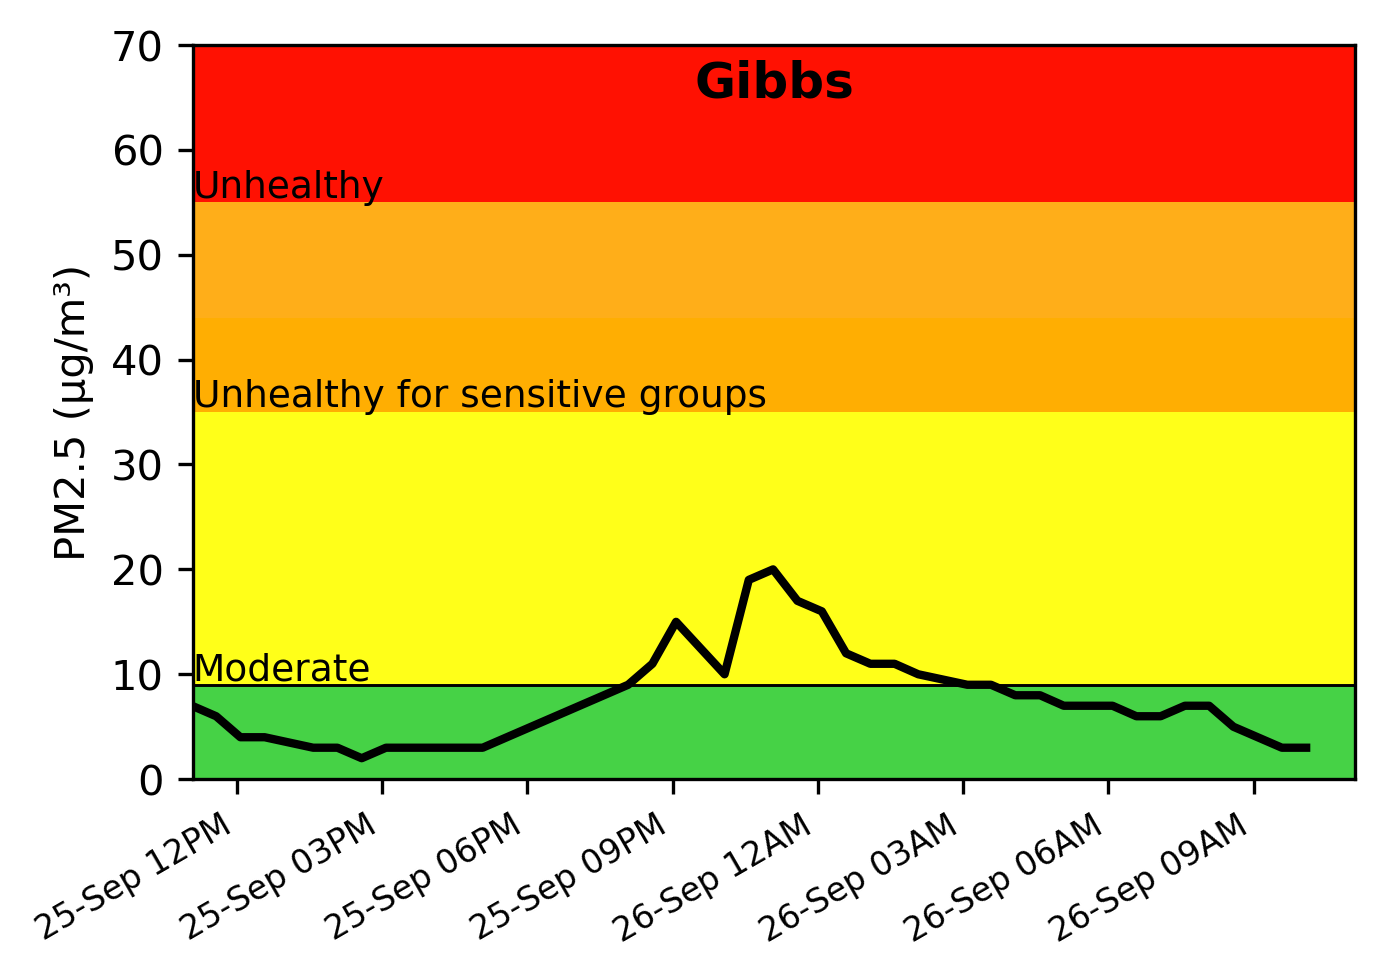 Gibbs
70
60
Unhealthy
50
40
Unhealthy for sensitive groups
30
20
Moderate
10
0
PM2.5 (µg/m³)
25-Sep 12PM
25-Sep 03PM
25-Sep 06PM
25-Sep 09PM
26-Sep 12AM
26-Sep 03AM
26-Sep 06AM
26-Sep 09AM